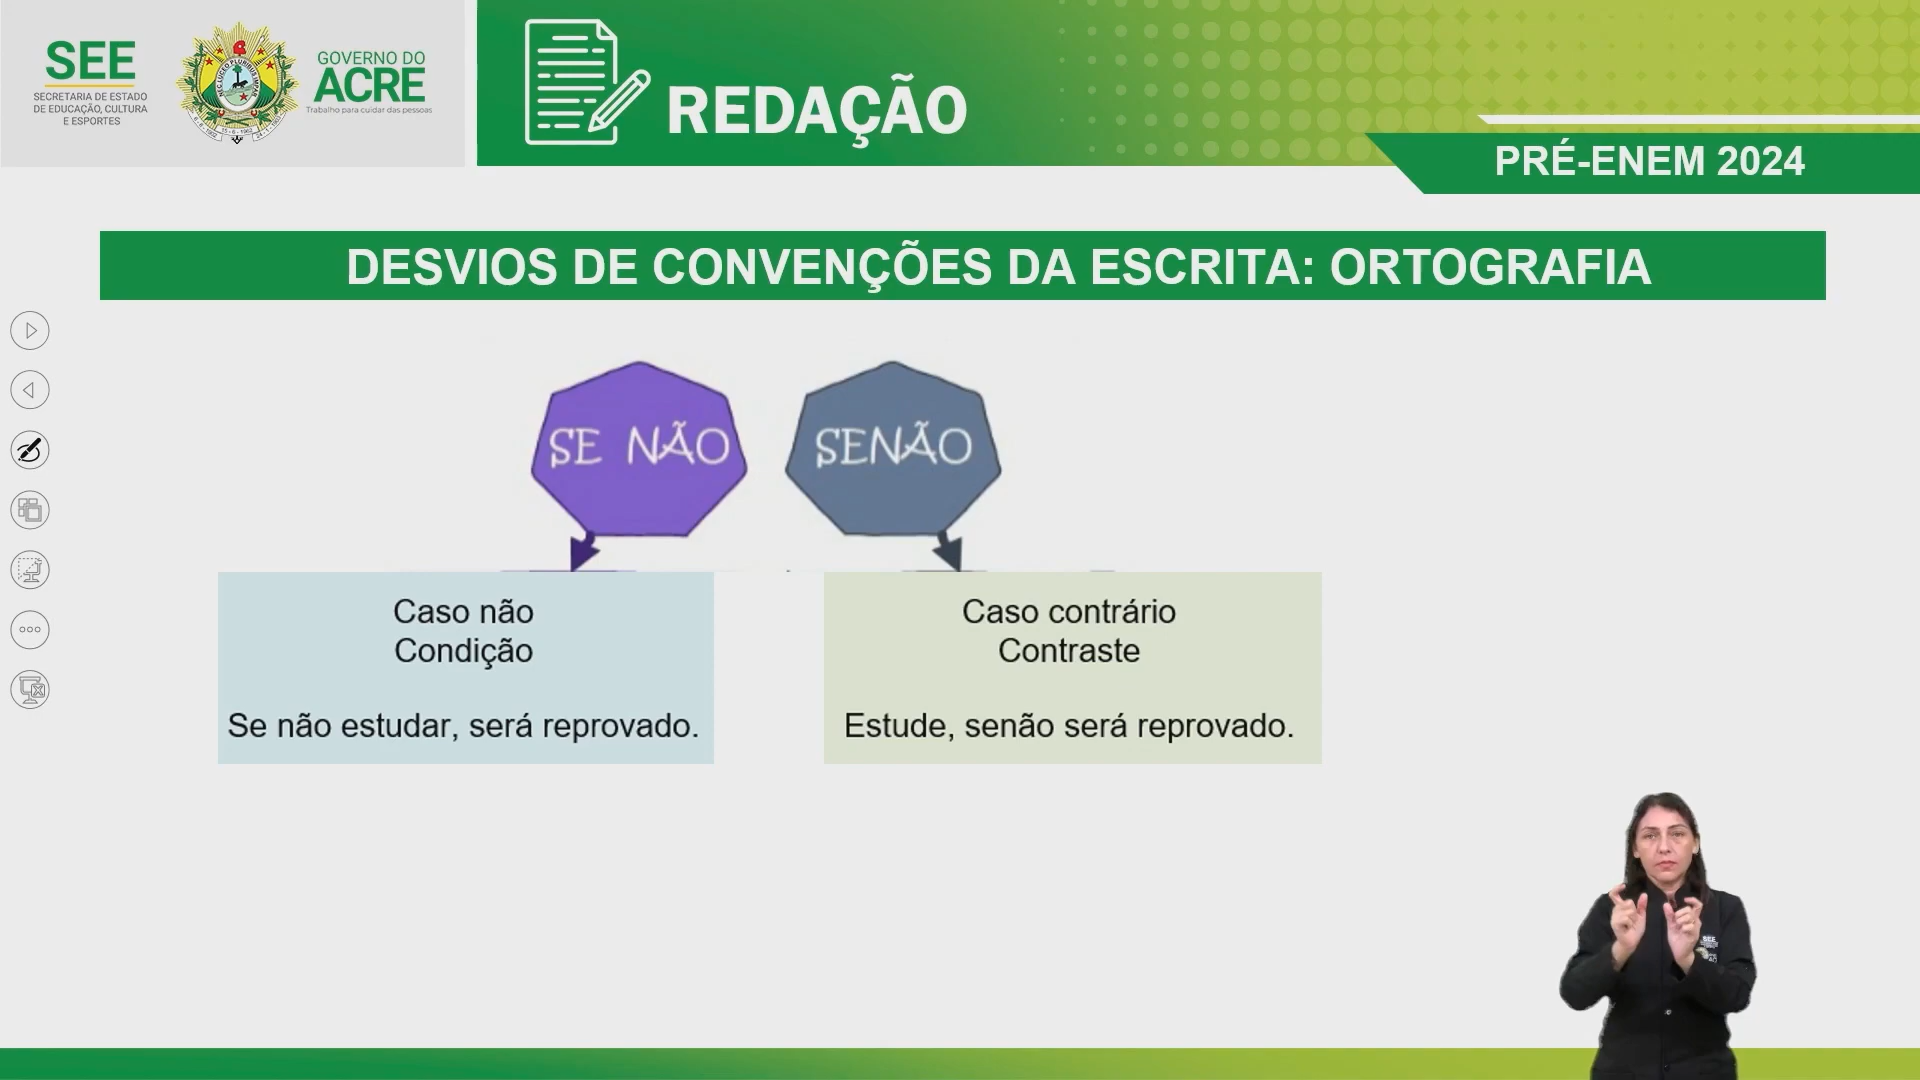 SEE
SECRETARIA DE ESTADO
DE EDUCAÇÃO, CULTURA
E ESPORTES
GOVERNO DO
ACRE
Trabalho para cuidar das pessoas
REDAÇÃO
PRÉ-ENEM 2024
DESVIOS DE CONVENÇÕES DA ESCRITA: ORTOGRAFIA
SE NÃO
SENÃO
Caso não
Condição
Se não estudar, será reprovado.
Caso contrário
Contraste
Estude, senão será reprovado.
SEE